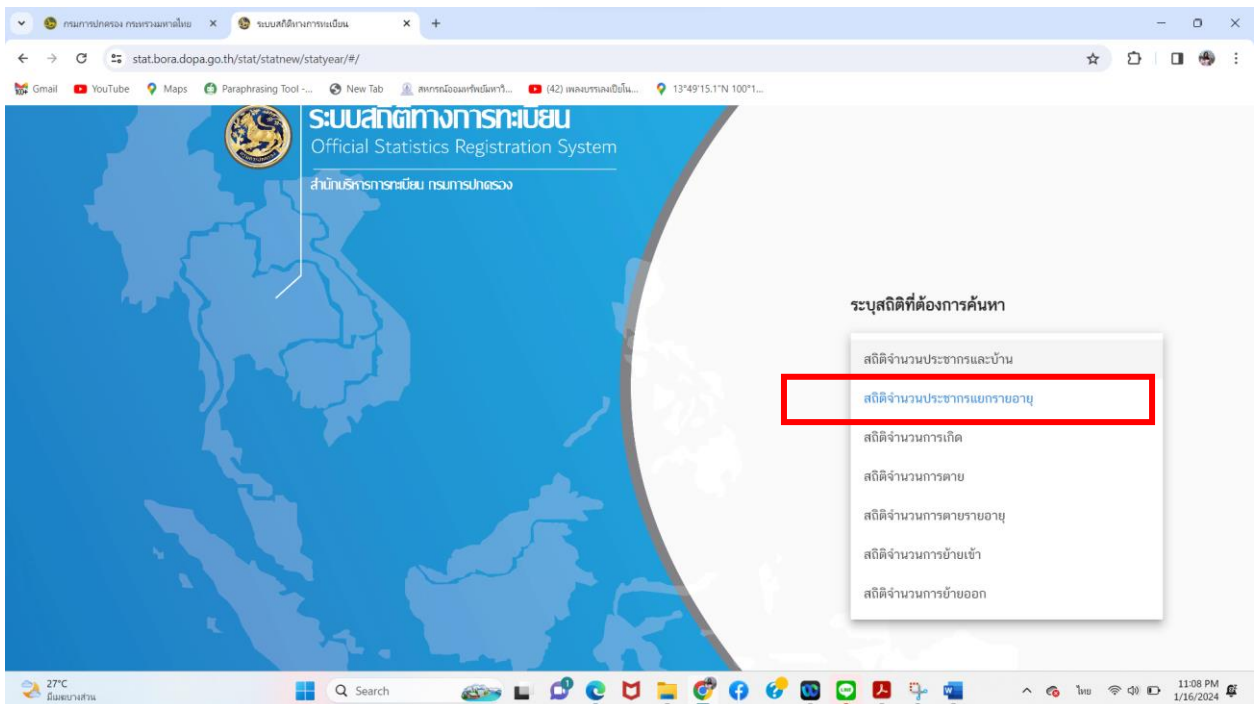 กรมการปกครอง กระทรวงมหาดไทย
ระบบสถิติทางการทะเบียน
stat.bora.dopa.go.th/stat/statnew/statyear/#/
Gmail YouTube Maps Paraphrasing Tool -... New Tab (42) เพลงบรรเลงเปียโน... 13°49'15.1"N 100°1...
ระบบสถิติทางการทะเบียน
Official Statistics Registration System
สำนักบริหารการทะเบียน กรมการปกครอง
ระบุสถิติที่ต้องการค้นหา
สถิติจำนวนประชากรและบ้าน
สถิติจำนวนประชากรแยกรายอายุ
สถิติจำนวนการเกิด
สถิติจำนวนการตาย
สถิติจำนวนการตายรายอายุ
สถิติจำนวนการย้ายเข้า
สถิติจำนวนการย้ายออก
27°C
มีเมฆบางส่วน
Search
ไทย
11:08 PM
1/16/2024